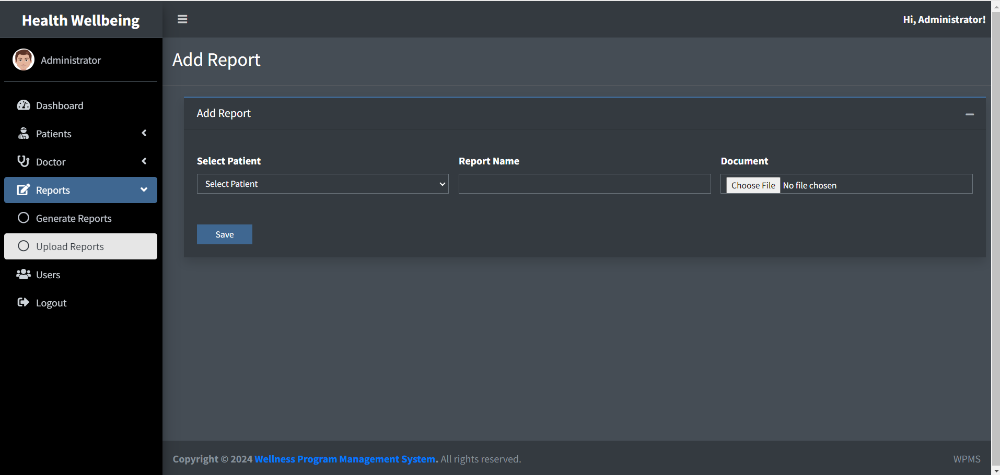 Health Wellbeing
Hi, Administrator!
Administrator
Dashboard
Patients
Doctor
Reports
Generate Reports
Upload Reports
Users
Logout
Add Report
Add Report
Select Patient
Report Name
Document
Select Patient
Choose File No file chosen
Save
Copyright © 2024 Wellness Program Management System. All rights reserved.
WPMS